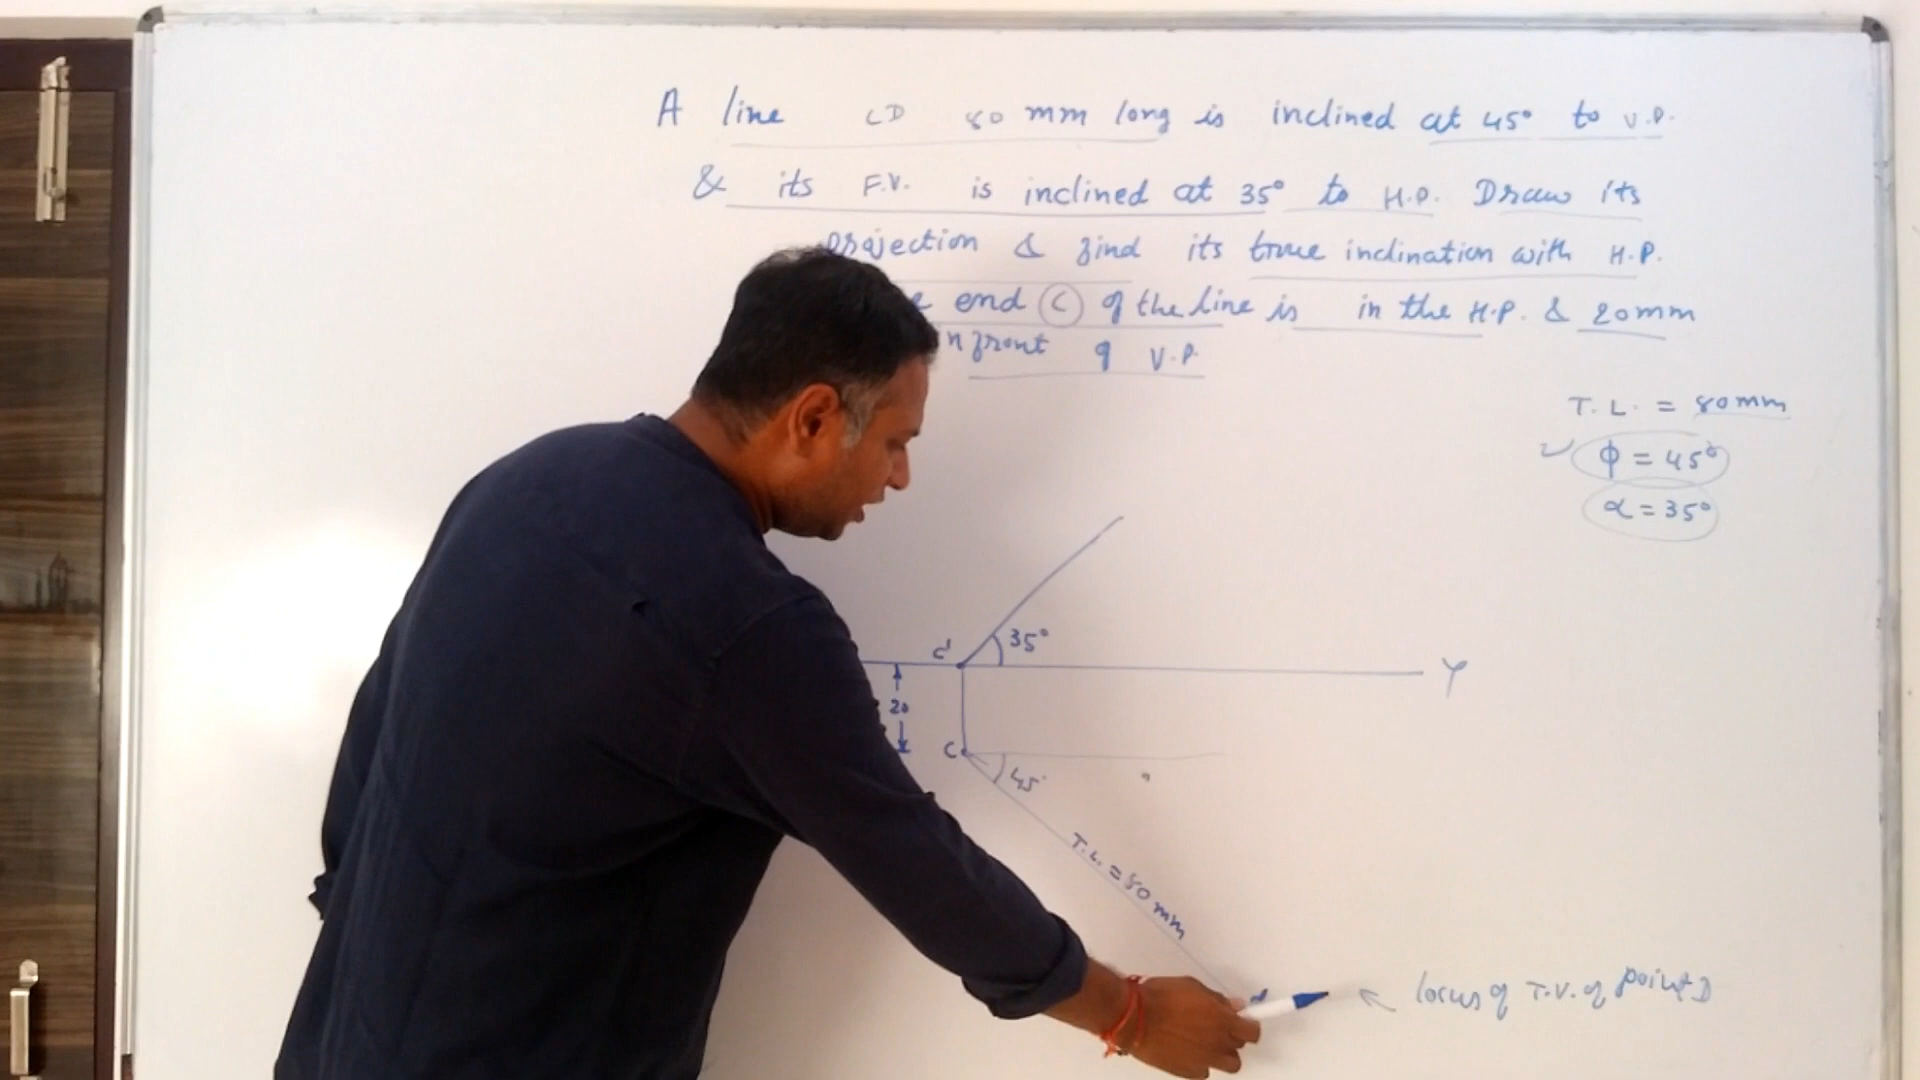 A line CD 80 mm long is inclined at 45° to V.P.
& its F.V. is inclined at 35° to H.P. Draw its
projection & find its true inclination with H.P.
end C of the line is in the H.P. & 20mm
front of V.P.
T.L. = 80mm
ϕ = 45°
α = 35°
35°
c'
Y
20
C
45°
T.L. = 80 mm
locus of T.V. of point D